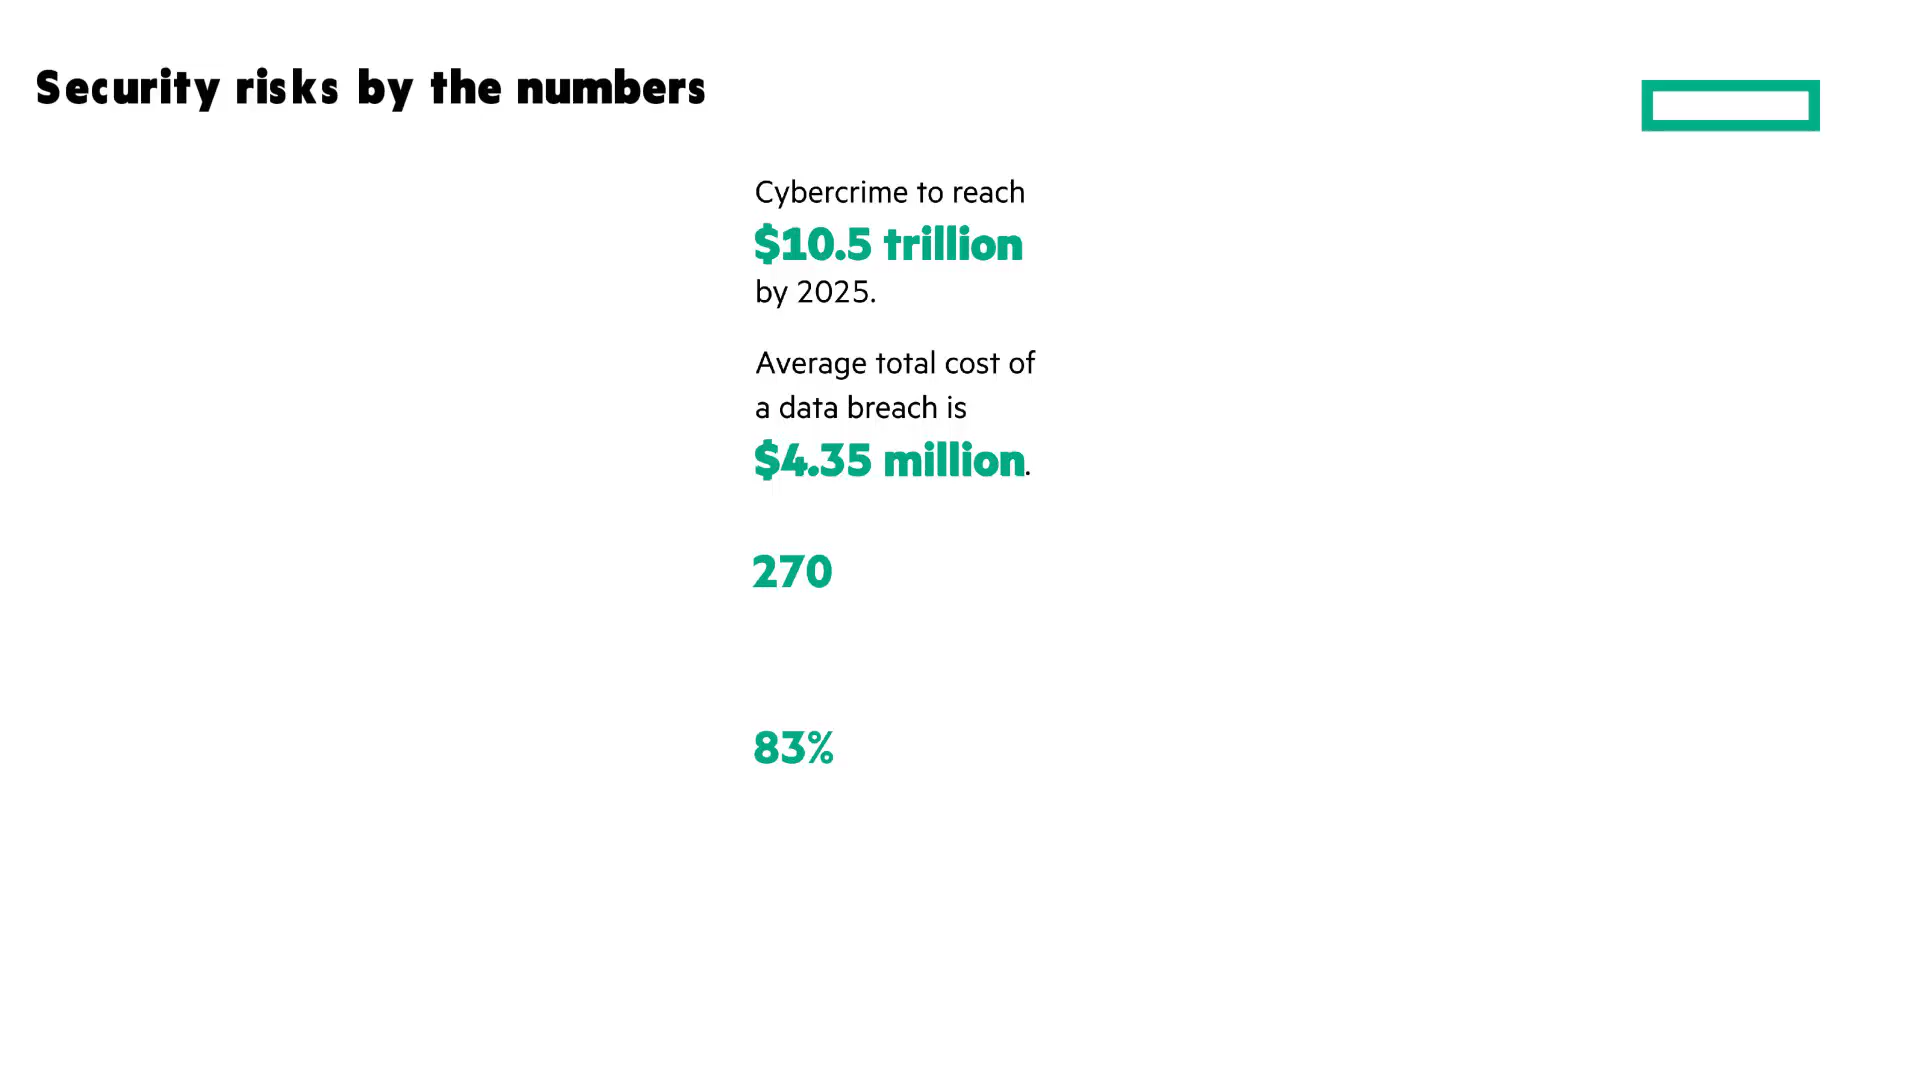 Security risks by the numbers
Cybercrime to reach
$10.5 trillion
by 2025.
Average total cost of
a data breach is
$4.35 million.
270
83%